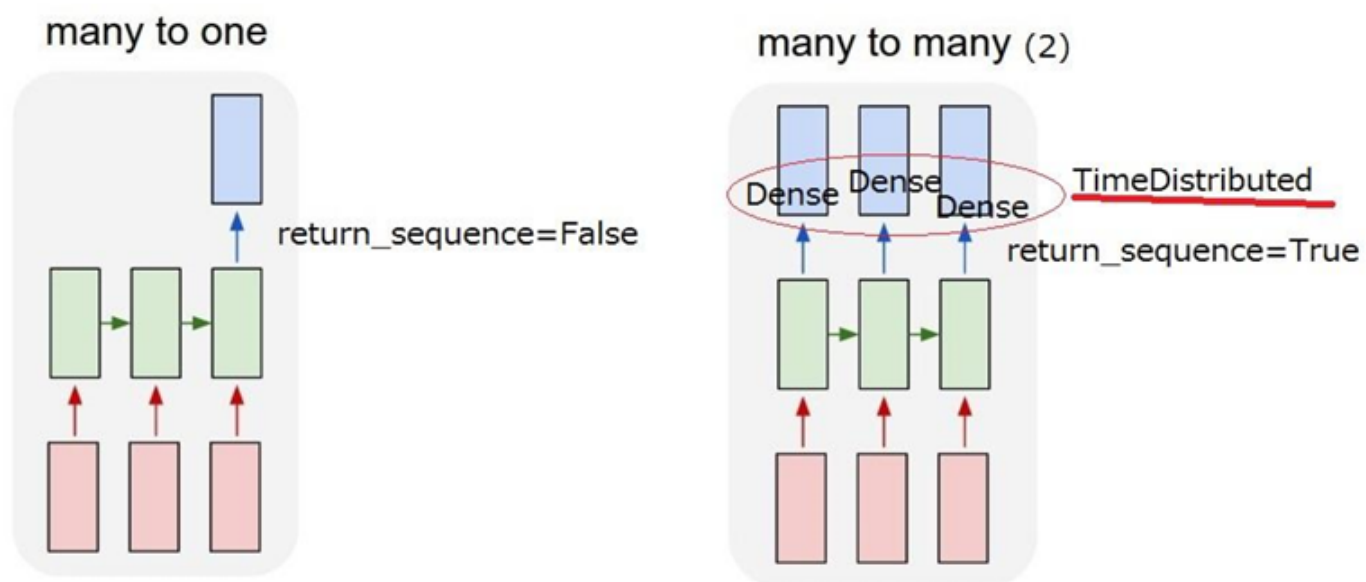 many to one
return_sequence=False
many to many (2)
Dense Dense Dense
TimeDistributed
return_sequence=True